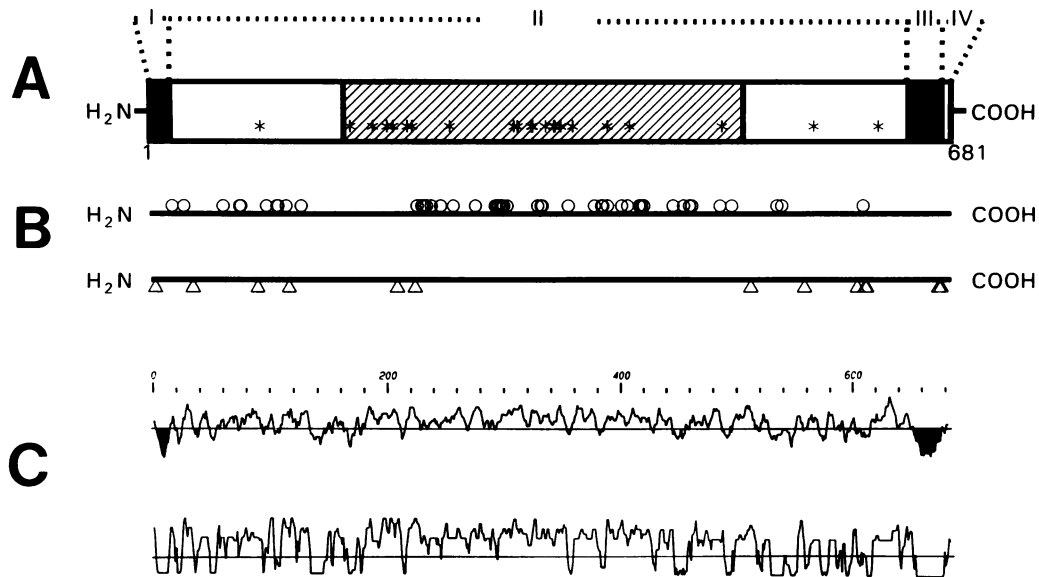 I II III IV
A
H₂N COOH
1 681
B
H₂N COOH
H₂N COOH
0 200 400 600
C